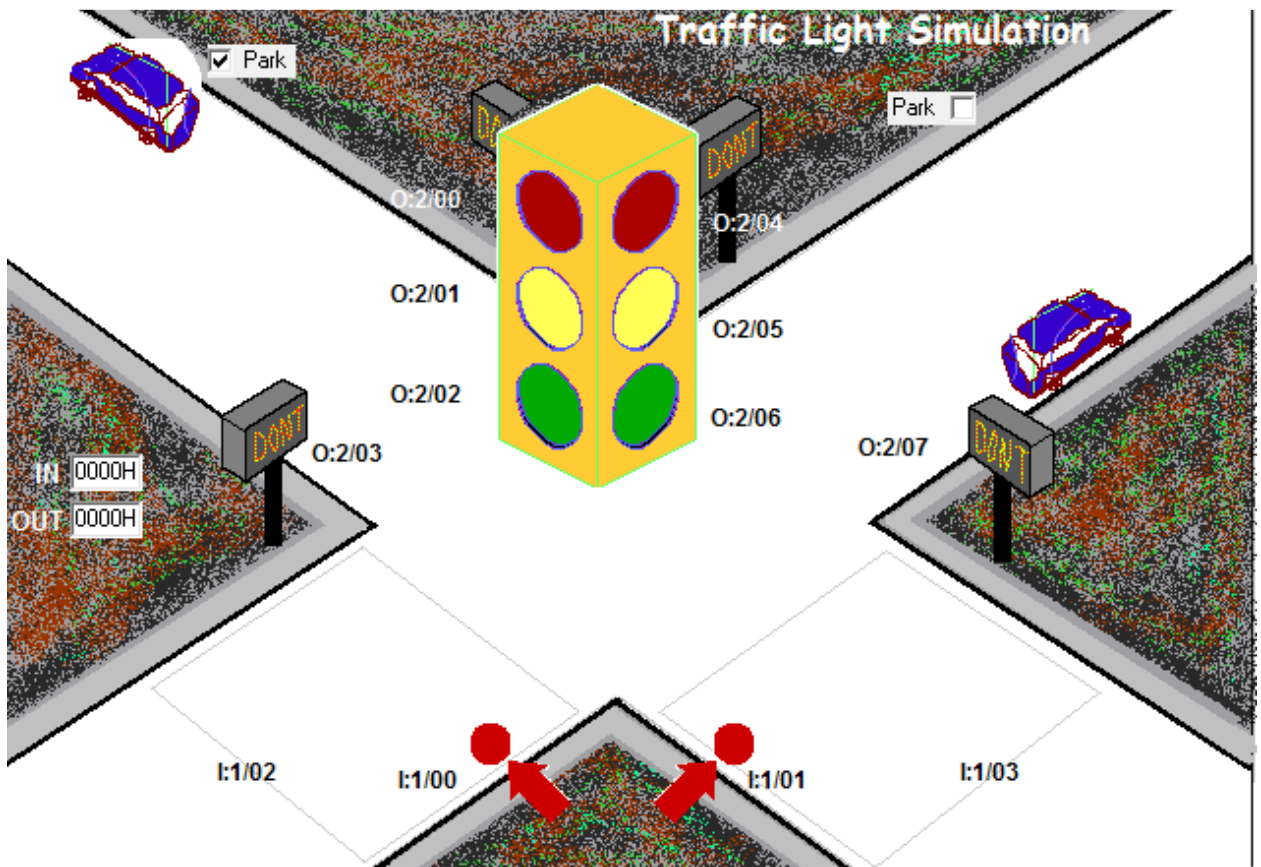 Traffic Light Simulation
Park
Park
DONT
O:2/00
O:2/04
O:2/01
O:2/05
O:2/02
O:2/06
DONT
O:2/03
O:2/07
DONT
IN 0000H
OUT 0000H
I:1/02
I:1/00
I:1/01
I:1/03